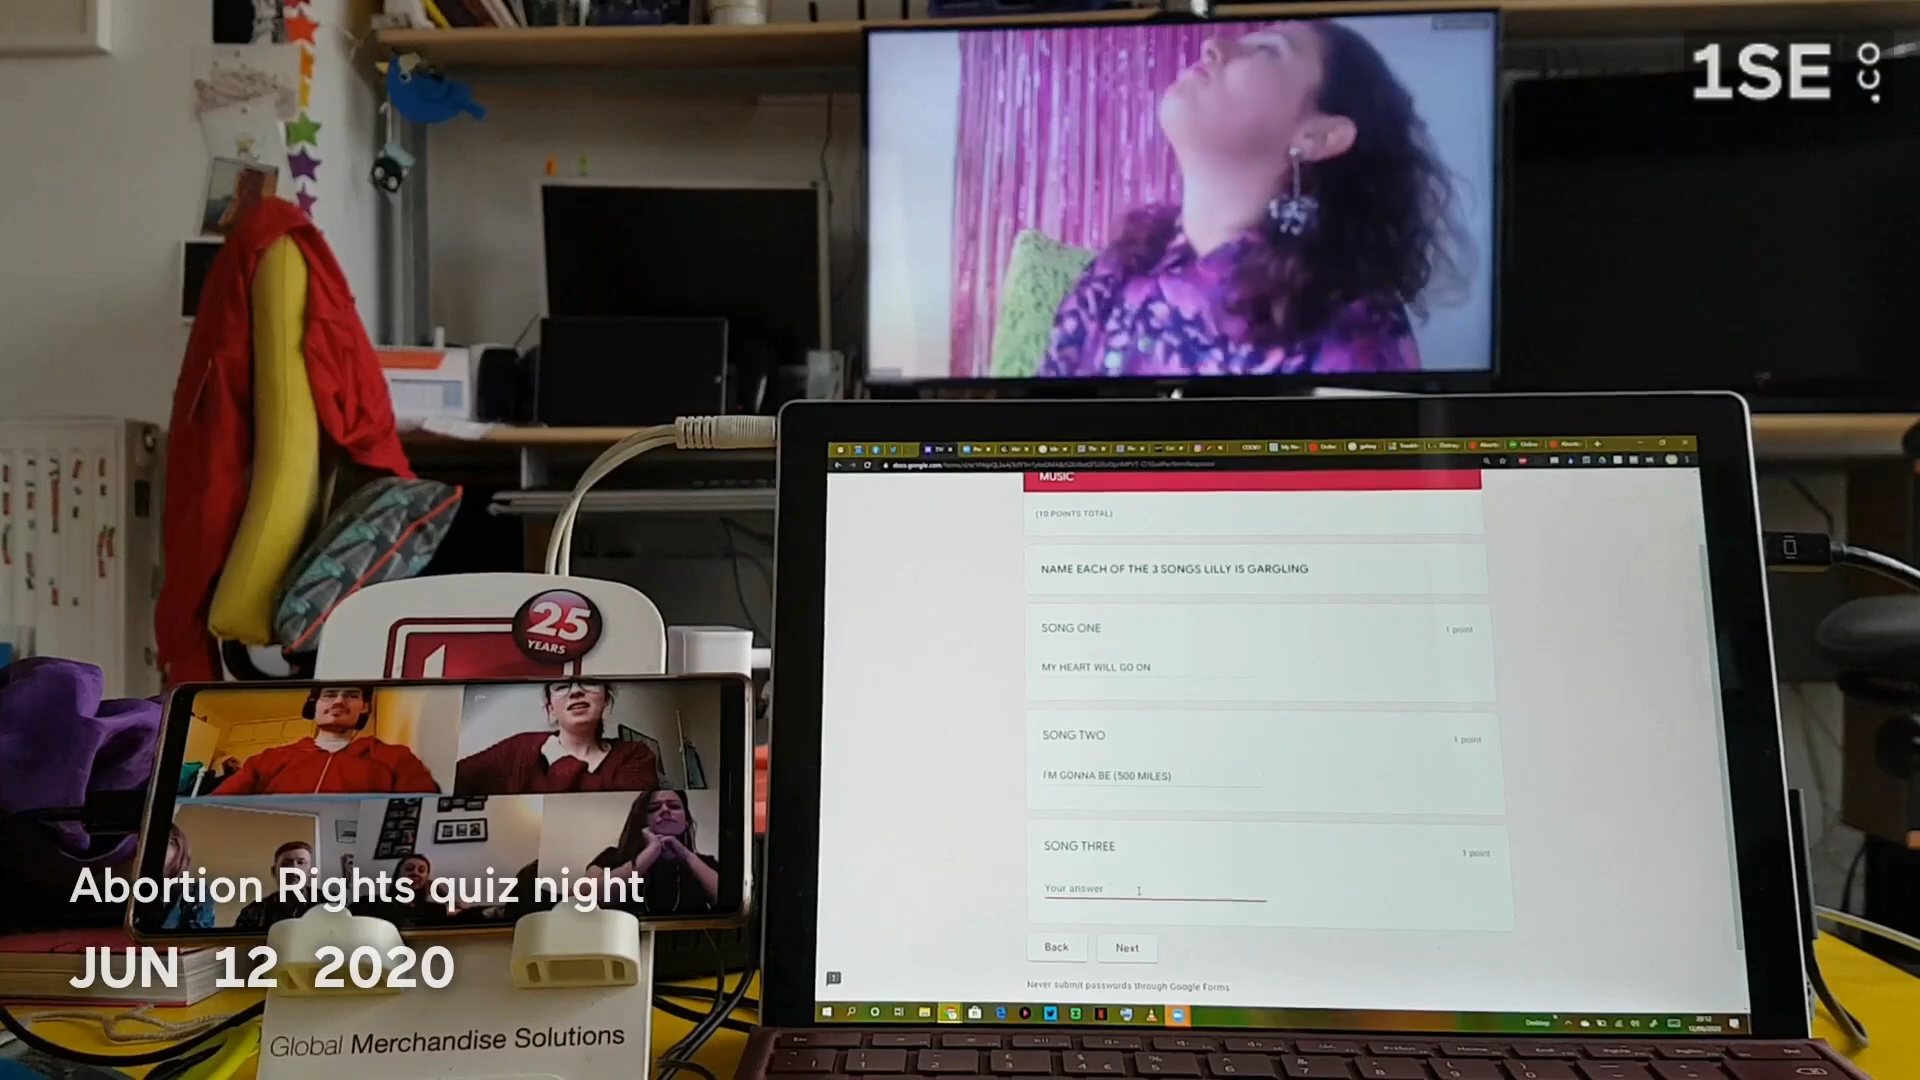 1SE
.co
MUSIC
(10 POINTS TOTAL)
NAME EACH OF THE 3 SONGS LILLY IS GARGLING
SONG ONE
1 point
MY HEART WILL GO ON
SONG TWO
1 point
I'M GONNA BE (500 MILES)
SONG THREE
1 point
Your answer
Back
Next
Never submit passwords through Google Forms
25
YEARS
Abortion Rights quiz night
JUN 12 2020
Global Merchandise Solutions